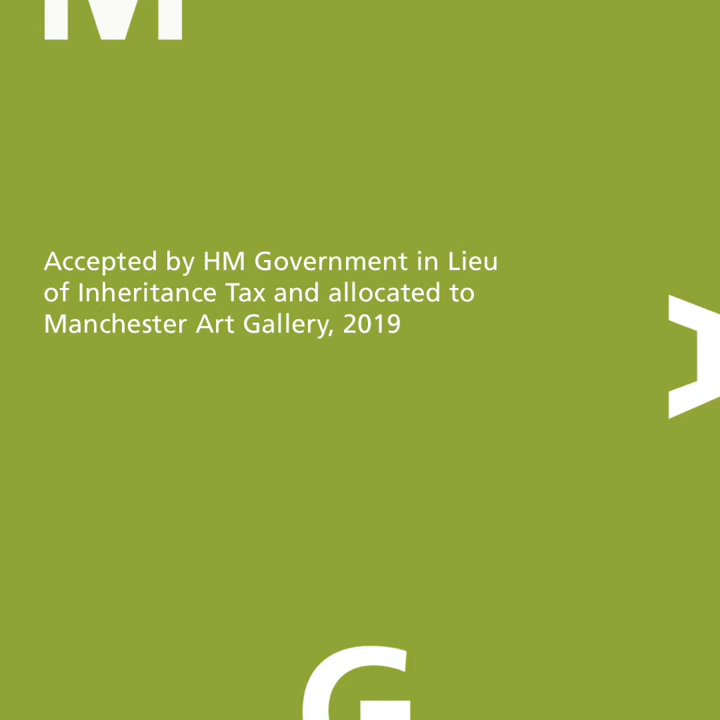 M
Accepted by HM Government in Lieu
of Inheritance Tax and allocated to
Manchester Art Gallery, 2019
A
G